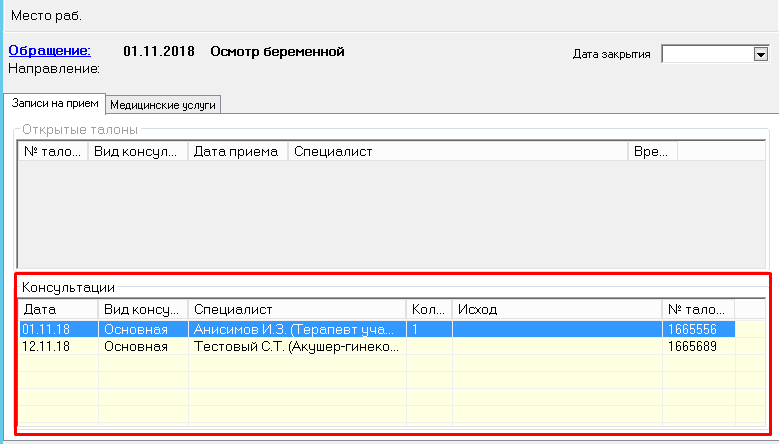 Место раб.
Обращение: 01.11.2018 Осмотр беременной Дата закрытия
Направление:
Записи на прием Медицинские услуги
Открытые талоны
№ тало... Вид консул... Дата приема Специалист Вре...
Консультации
Дата Вид консу... Специалист Кол... Исход № тало...
01.11.18 Основная Анисимов И.З. (Терапевт уча... 1 1665556
12.11.18 Основная Тестовый С.Т. (Акушер-гинеко... 1665689